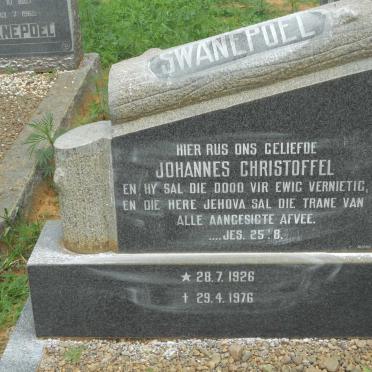 SWANEPOEL
HIER RUS ONS GELIEFDE
JOHANNES CHRISTOFFEL
EN HY SAL DIE DOOD VIR EWIG VERNIETIG,
EN DIE HERE JEHOVA SAL DIE TRANE VAN
ALLE AANGESIGTE AFVEE.
....JES. 25:8.
★ 28.7.1926
✝ 29.4.1976